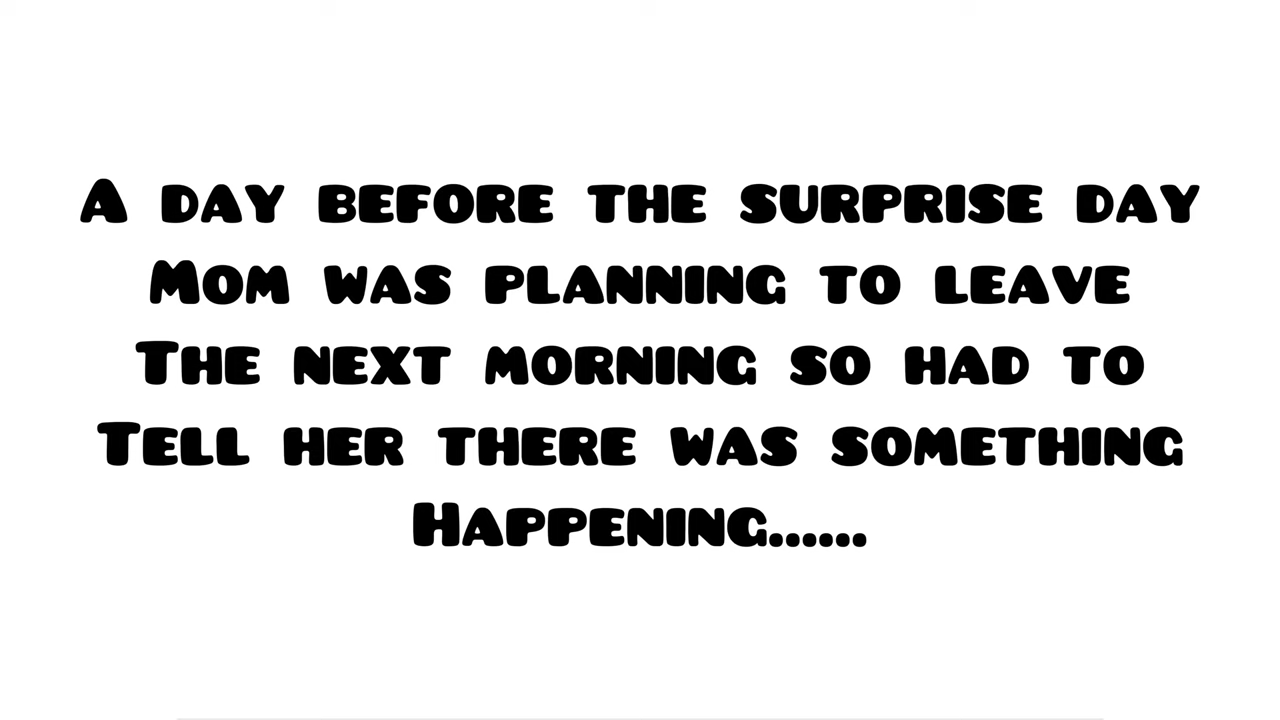 A day before the surprise day
Mom was planning to leave
The next morning so had to
Tell her there was something
Happening......